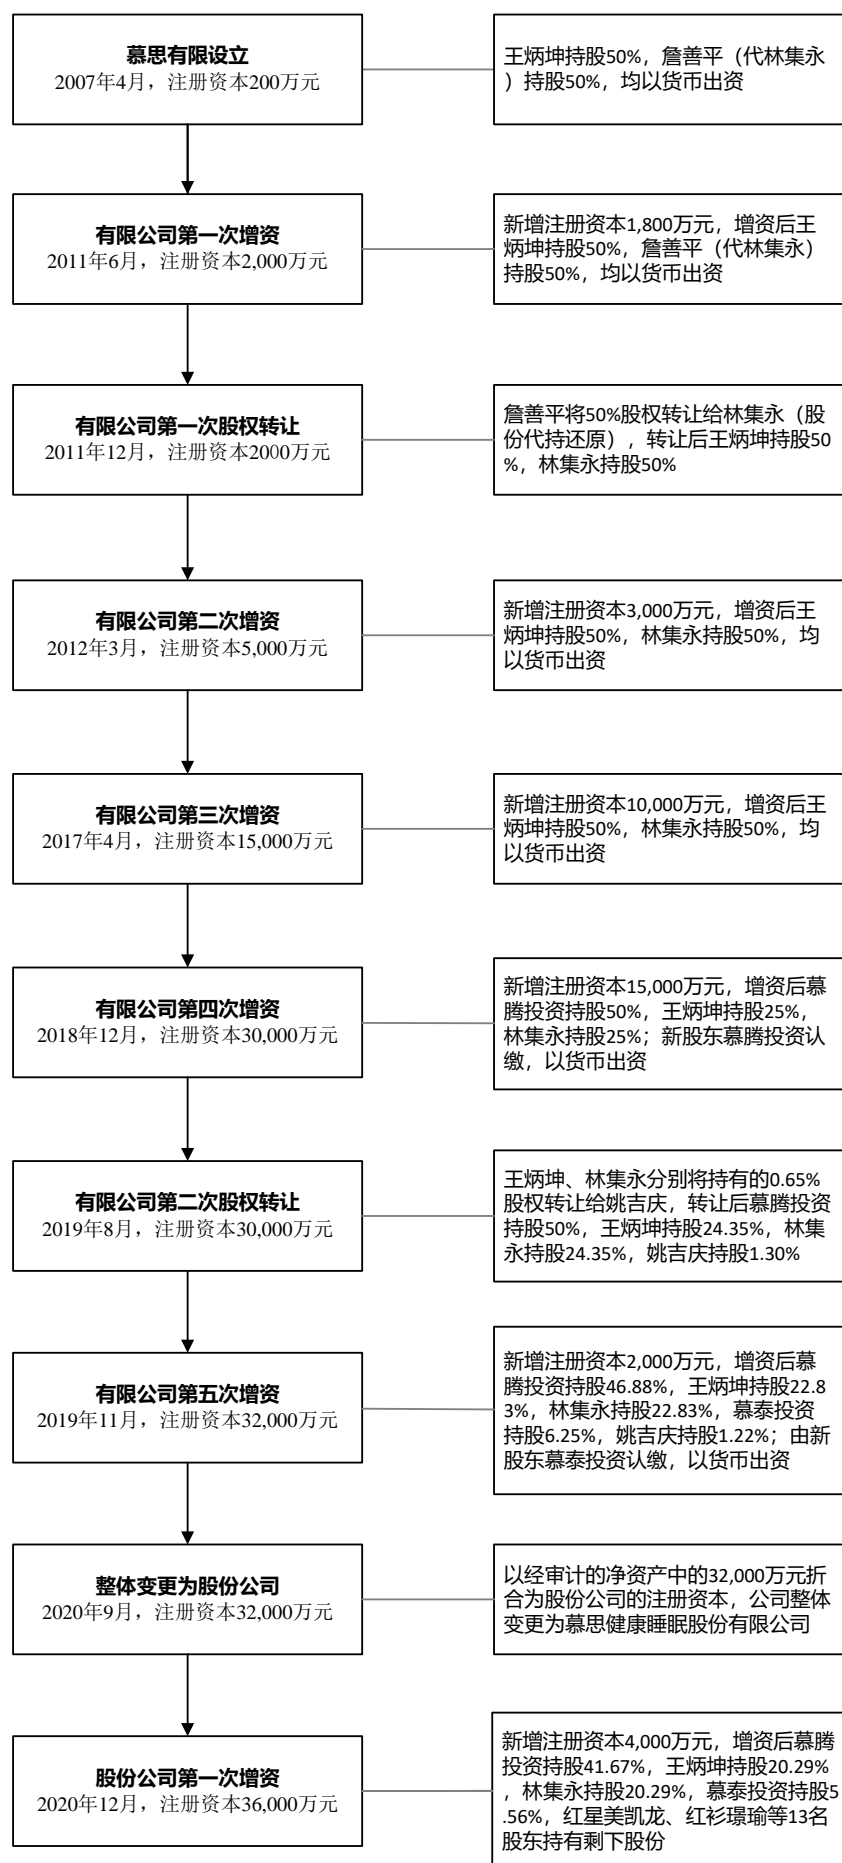 慕思有限设立
2007年4月，注册资本200万元
王炳坤持股50%，詹善平（代林集永
）持股50%，均以货币出资
有限公司第一次增资
2011年6月，注册资本2,000万元
新增注册资本1,800万元，增资后王
炳坤持股50%，詹善平（代林集永）
持股50%，均以货币出资
有限公司第一次股权转让
2011年12月，注册资本2000万元
詹善平将50%股权转让给林集永（股
份代持还原），转让后王炳坤持股50
%，林集永持股50%
有限公司第二次增资
2012年3月，注册资本5,000万元
新增注册资本3,000万元，增资后王
炳坤持股50%，林集永持股50%，均
以货币出资
有限公司第三次增资
2017年4月，注册资本15,000万元
新增注册资本10,000万元，增资后王
炳坤持股50%，林集永持股50%，均
以货币出资
有限公司第四次增资
2018年12月，注册资本30,000万元
新增注册资本15,000万元，增资后慕
腾投资持股50%，王炳坤持股25%，
林集永持股25%；新股东慕腾投资认
缴，以货币出资
有限公司第二次股权转让
2019年8月，注册资本30,000万元
王炳坤、林集永分别将持有的0.65%
股权转让给姚吉庆，转让后慕腾投资
持股50%，王炳坤持股24.35%，林集
永持股24.35%，姚吉庆持股1.30%
有限公司第五次增资
2019年11月，注册资本32,000万元
新增注册资本2,000万元，增资后慕
腾投资持股46.88%，王炳坤持股22.8
3%，林集永持股22.83%，慕泰投资
持股6.25%，姚吉庆持股1.22%；由新
股东慕泰投资认缴，以货币出资
整体变更为股份公司
2020年9月，注册资本32,000万元
以经审计的净资产中的32,000万元折
合为股份公司的注册资本，公司整体
变更为慕思健康睡眠股份有限公司
股份公司第一次增资
2020年12月，注册资本36,000万元
新增注册资本4,000万元，增资后慕腾
投资持股41.67%，王炳坤持股20.29%
，林集永持股20.29%，慕泰投资持股5
.56%，红星美凯龙、红衫璟瑜等13名
股东持有剩下股份